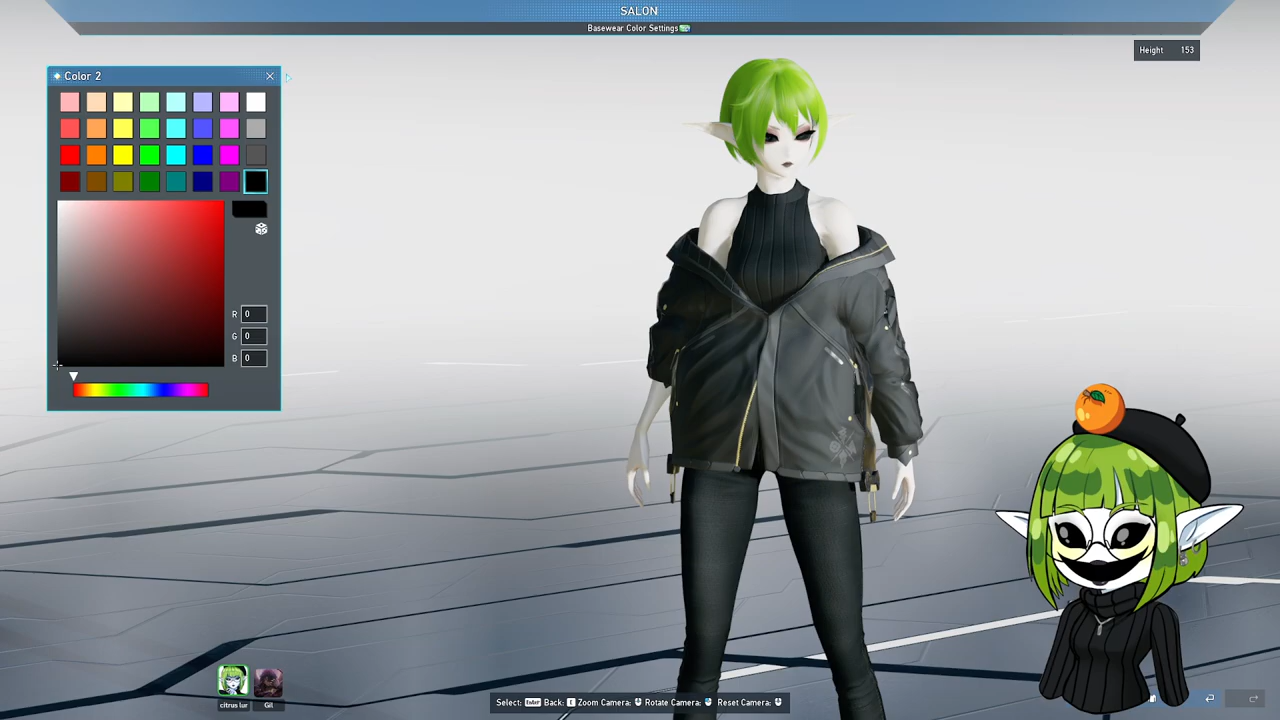 SALON
Basewear Color Settings
Height 153
Color 2
R 0
G 0
B 0
citrus lur
Gil
Select: Enter Back: Zoom Camera: Rotate Camera: Reset Camera: